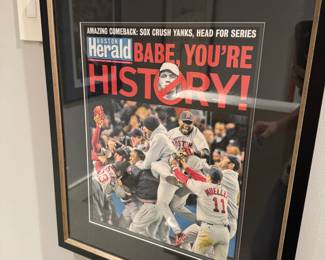 AMAZING COMEBACK: SOX CRUSH YANKS, HEAD FOR SERIES
BOSTON
Herald
BABE, YOU'RE
HISTORY!
MUELLER
11